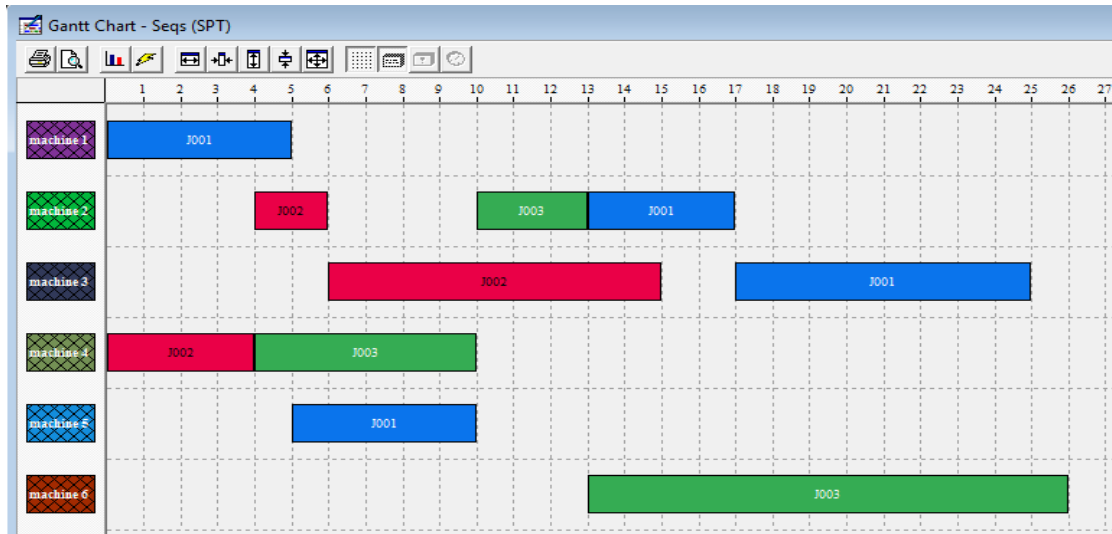 Gantt Chart - Seqs (SPT)
1 2 3 4 5 6 7 8 9 10 11 12 13 14 15 16 17 18 19 20 21 22 23 24 25 26 27
machine 1 J001
machine 2 J002 J003 J001
machine 3 J002 J001
machine 4 J002 J003
machine 5 J001
machine 6 J003